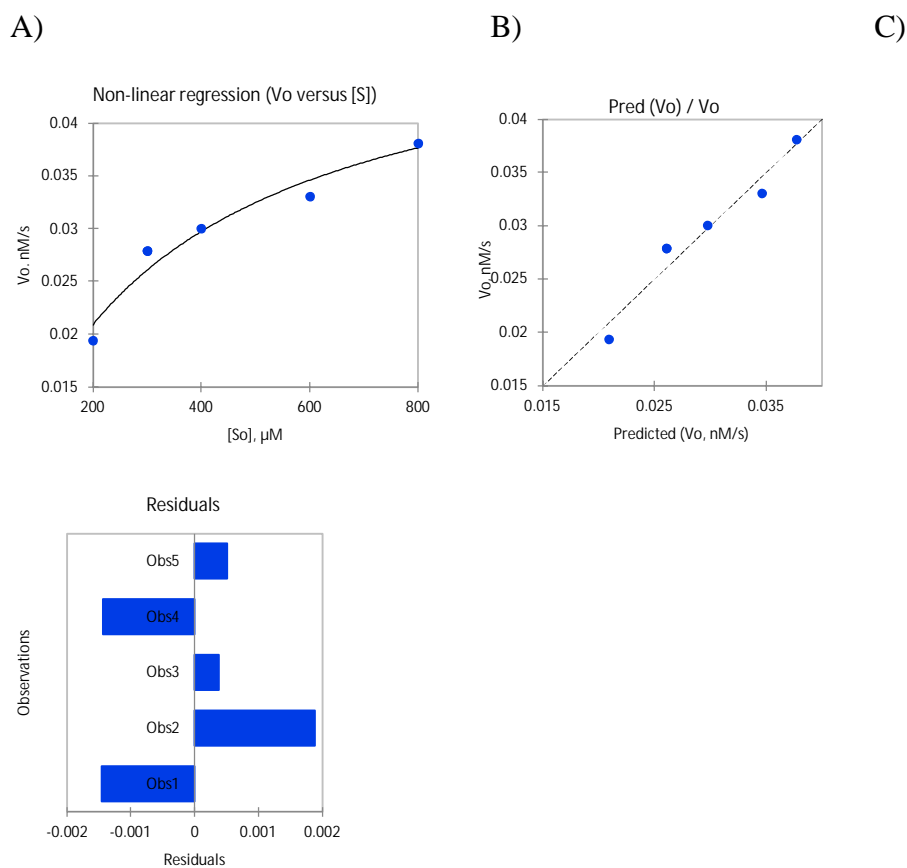 A)
B)
C)
Non-linear regression (Vo versus [S])
0.04
0.035
0.03
0.025
0.02
0.015
Vo. nM/s
200
400
600
800
[So], µM
Pred (Vo) / Vo
0.04
0.035
0.03
0.025
0.02
0.015
Vo, nM/s
0.015
0.025
0.035
Predicted (Vo, nM/s)
Residuals
Observations
Obs5
Obs4
Obs3
Obs2
Obs1
-0.002
-0.001
0
0.001
0.002
Residuals